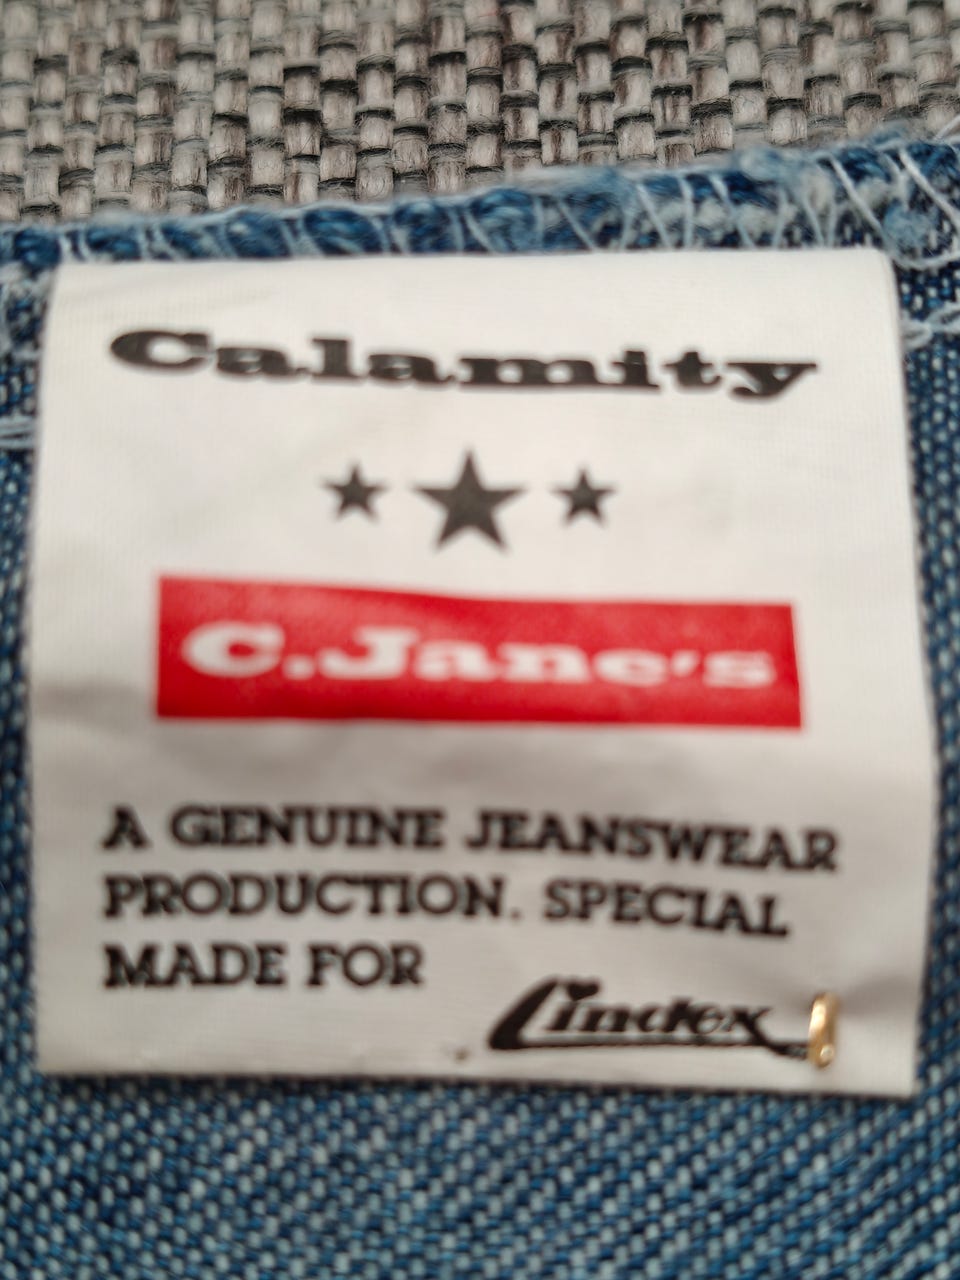 Calamity
C.Jane's
A GENUINE JEANSWEAR
PRODUCTION. SPECIAL
MADE FOR
Lindex